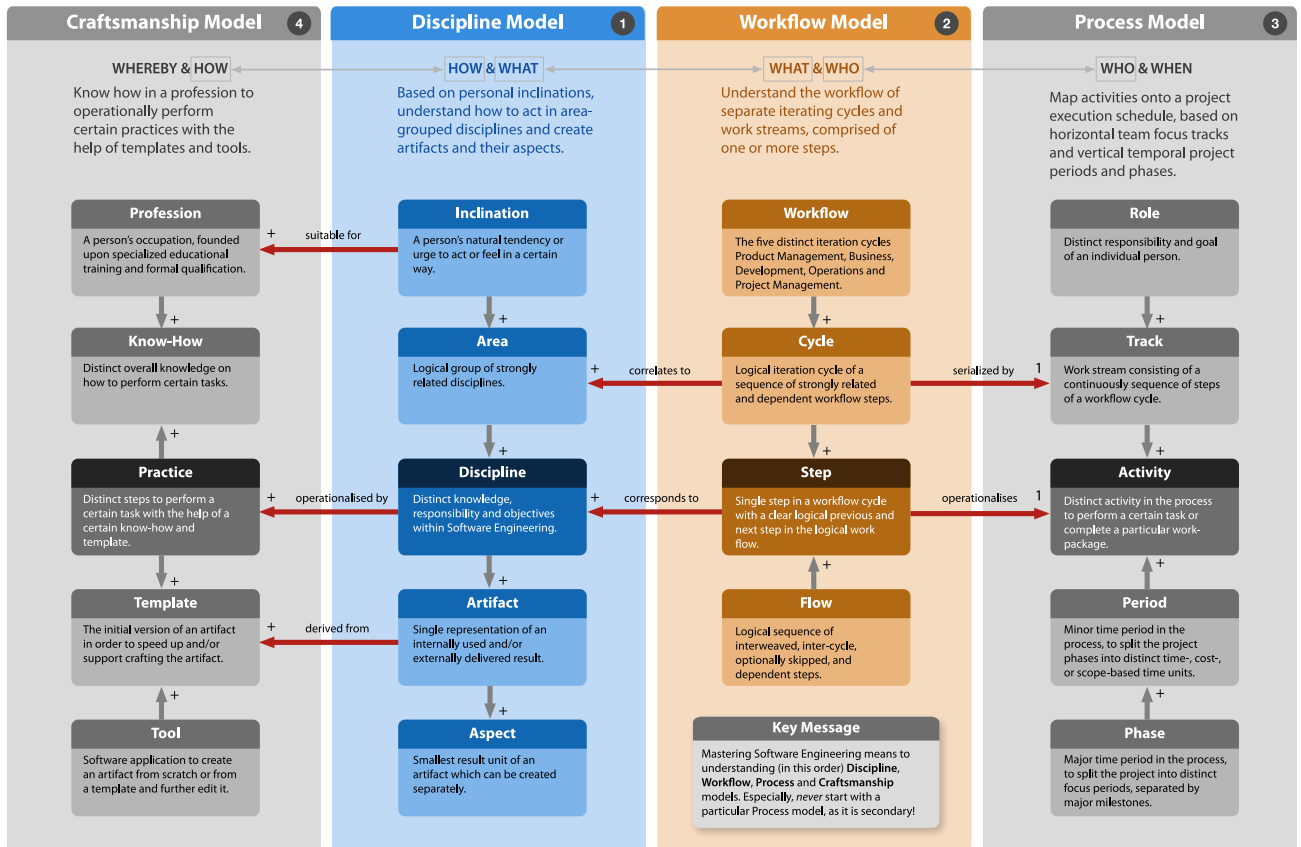 Craftsmanship Model 4
WHEREBY & HOW
Know how in a profession to
operationally perform
certain practices with the
help of templates and tools.
Profession
A person's occupation, founded
upon specialized educational
training and formal qualification.
+
Know-How
Distinct overall knowledge on
how to perform certain tasks.
+
Practice
Distinct steps to perform a
certain task with the help of a
certain know-how and
template.
+
Template
The initial version of an artifact
in order to speed up and/or
support crafting the artifact.
+
Tool
Software application to create
an artifact from scratch or from
a template and further edit it.
+ suitable for
+ operationalised by
+ derived from
Discipline Model 1
HOW & WHAT
Based on personal inclinations,
understand how to act in area-
grouped disciplines and create
artifacts and their aspects.
Inclination
A person's natural tendency or
urge to act or feel in a certain
way.
+
Area
Logical group of strongly
related disciplines.
+
Discipline
Distinct knowledge,
responsibility and objectives
within Software Engineering.
+
Artifact
Single representation of an
internally used and/or
externally delivered result.
+
Aspect
Smallest result unit of an
artifact which can be created
separately.
+ correlates to
+ corresponds to
Workflow Model 2
WHAT & WHO
Understand the workflow of
separate iterating cycles and
work streams, comprised of
one or more steps.
Workflow
The five distinct iteration cycles
Product Management, Business,
Development, Operations and
Project Management.
+
Cycle
Logical iteration cycle of a
sequence of strongly related
and dependent workflow steps.
+
Step
Single step in a workflow cycle
with a clear logical previous and
next step in the logical work
flow.
+
Flow
Logical sequence of
interweaved, inter-cycle,
optionally skipped, and
dependent steps.
Key Message
Mastering Software Engineering means to
understanding (in this order) Discipline,
Workflow, Process and Craftsmanship
models. Especially, never start with a
particular Process model, as it is secondary!
serialized by 1
operationalises 1
Process Model 3
WHO & WHEN
Map activities onto a project
execution schedule, based on
horizontal team focus tracks
and vertical temporal project
periods and phases.
Role
Distinct responsibility and goal
of an individual person.
+
Track
Work stream consisting of a
continuously sequence of steps
of a workflow cycle.
+
Activity
Distinct activity in the process
to perform a certain task or
complete a particular work-
package.
+
Period
Minor time period in the
process, to split the project
phases into distinct time-, cost-,
or scope-based time units.
+
Phase
Major time period in the process,
to split the project into distinct
focus periods, separated by
major milestones.